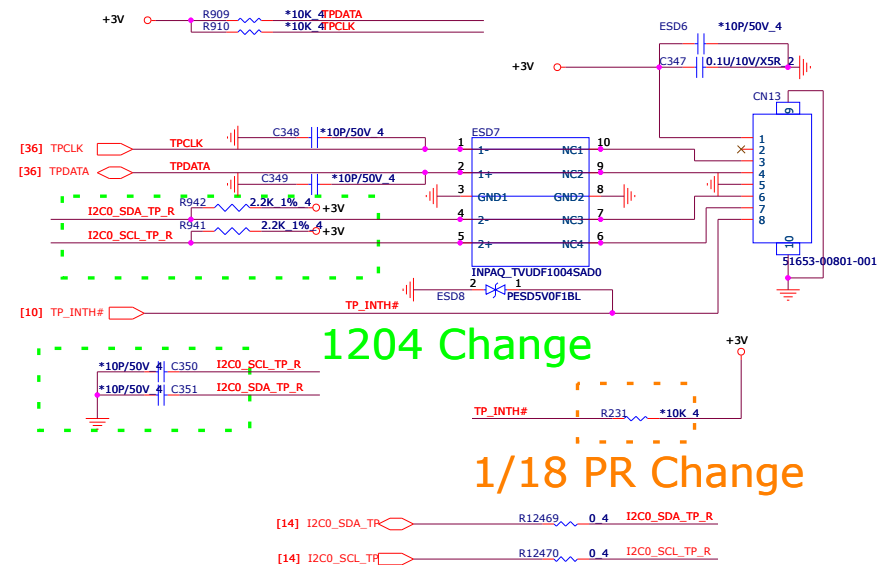 +3V
R909 *10K_4 TPDATA
R910 *10K_4 TPCLK
ESD6 *10P/50V_4
+3V
C347 0.1U/10V/X5R_2
CN13
9
C348 *10P/50V_4
ESD7
[36] TPCLK TPCLK 1 1- NC1 10
[36] TPDATA TPDATA 2 1+ NC2 9
C349 *10P/50V_4
3 GND1 GND2 8
R942 2.2K_1%_4 +3V
I2C0_SDA_TP_R 4 2- NC3 7
R941 2.2K_1%_4 +3V
I2C0_SCL_TP_R 5 2+ NC4 6
1
2
3
4
5
6
7
8
10
51653-00801-001
INPAQ_TVUDF1004SAD0
2 1
ESD8 PESD5V0F1BL
[10] TP_INTH# TP_INTH#
1204 Change
*10P/50V_4 C350 I2C0_SCL_TP_R
*10P/50V_4 C351 I2C0_SDA_TP_R
+3V
TP_INTH# R231 *10K_4
1/18 PR Change
[14] I2C0_SDA_TP R12469 0_4 I2C0_SDA_TP_R
[14] I2C0_SCL_TP R12470 0_4 I2C0_SCL_TP_R